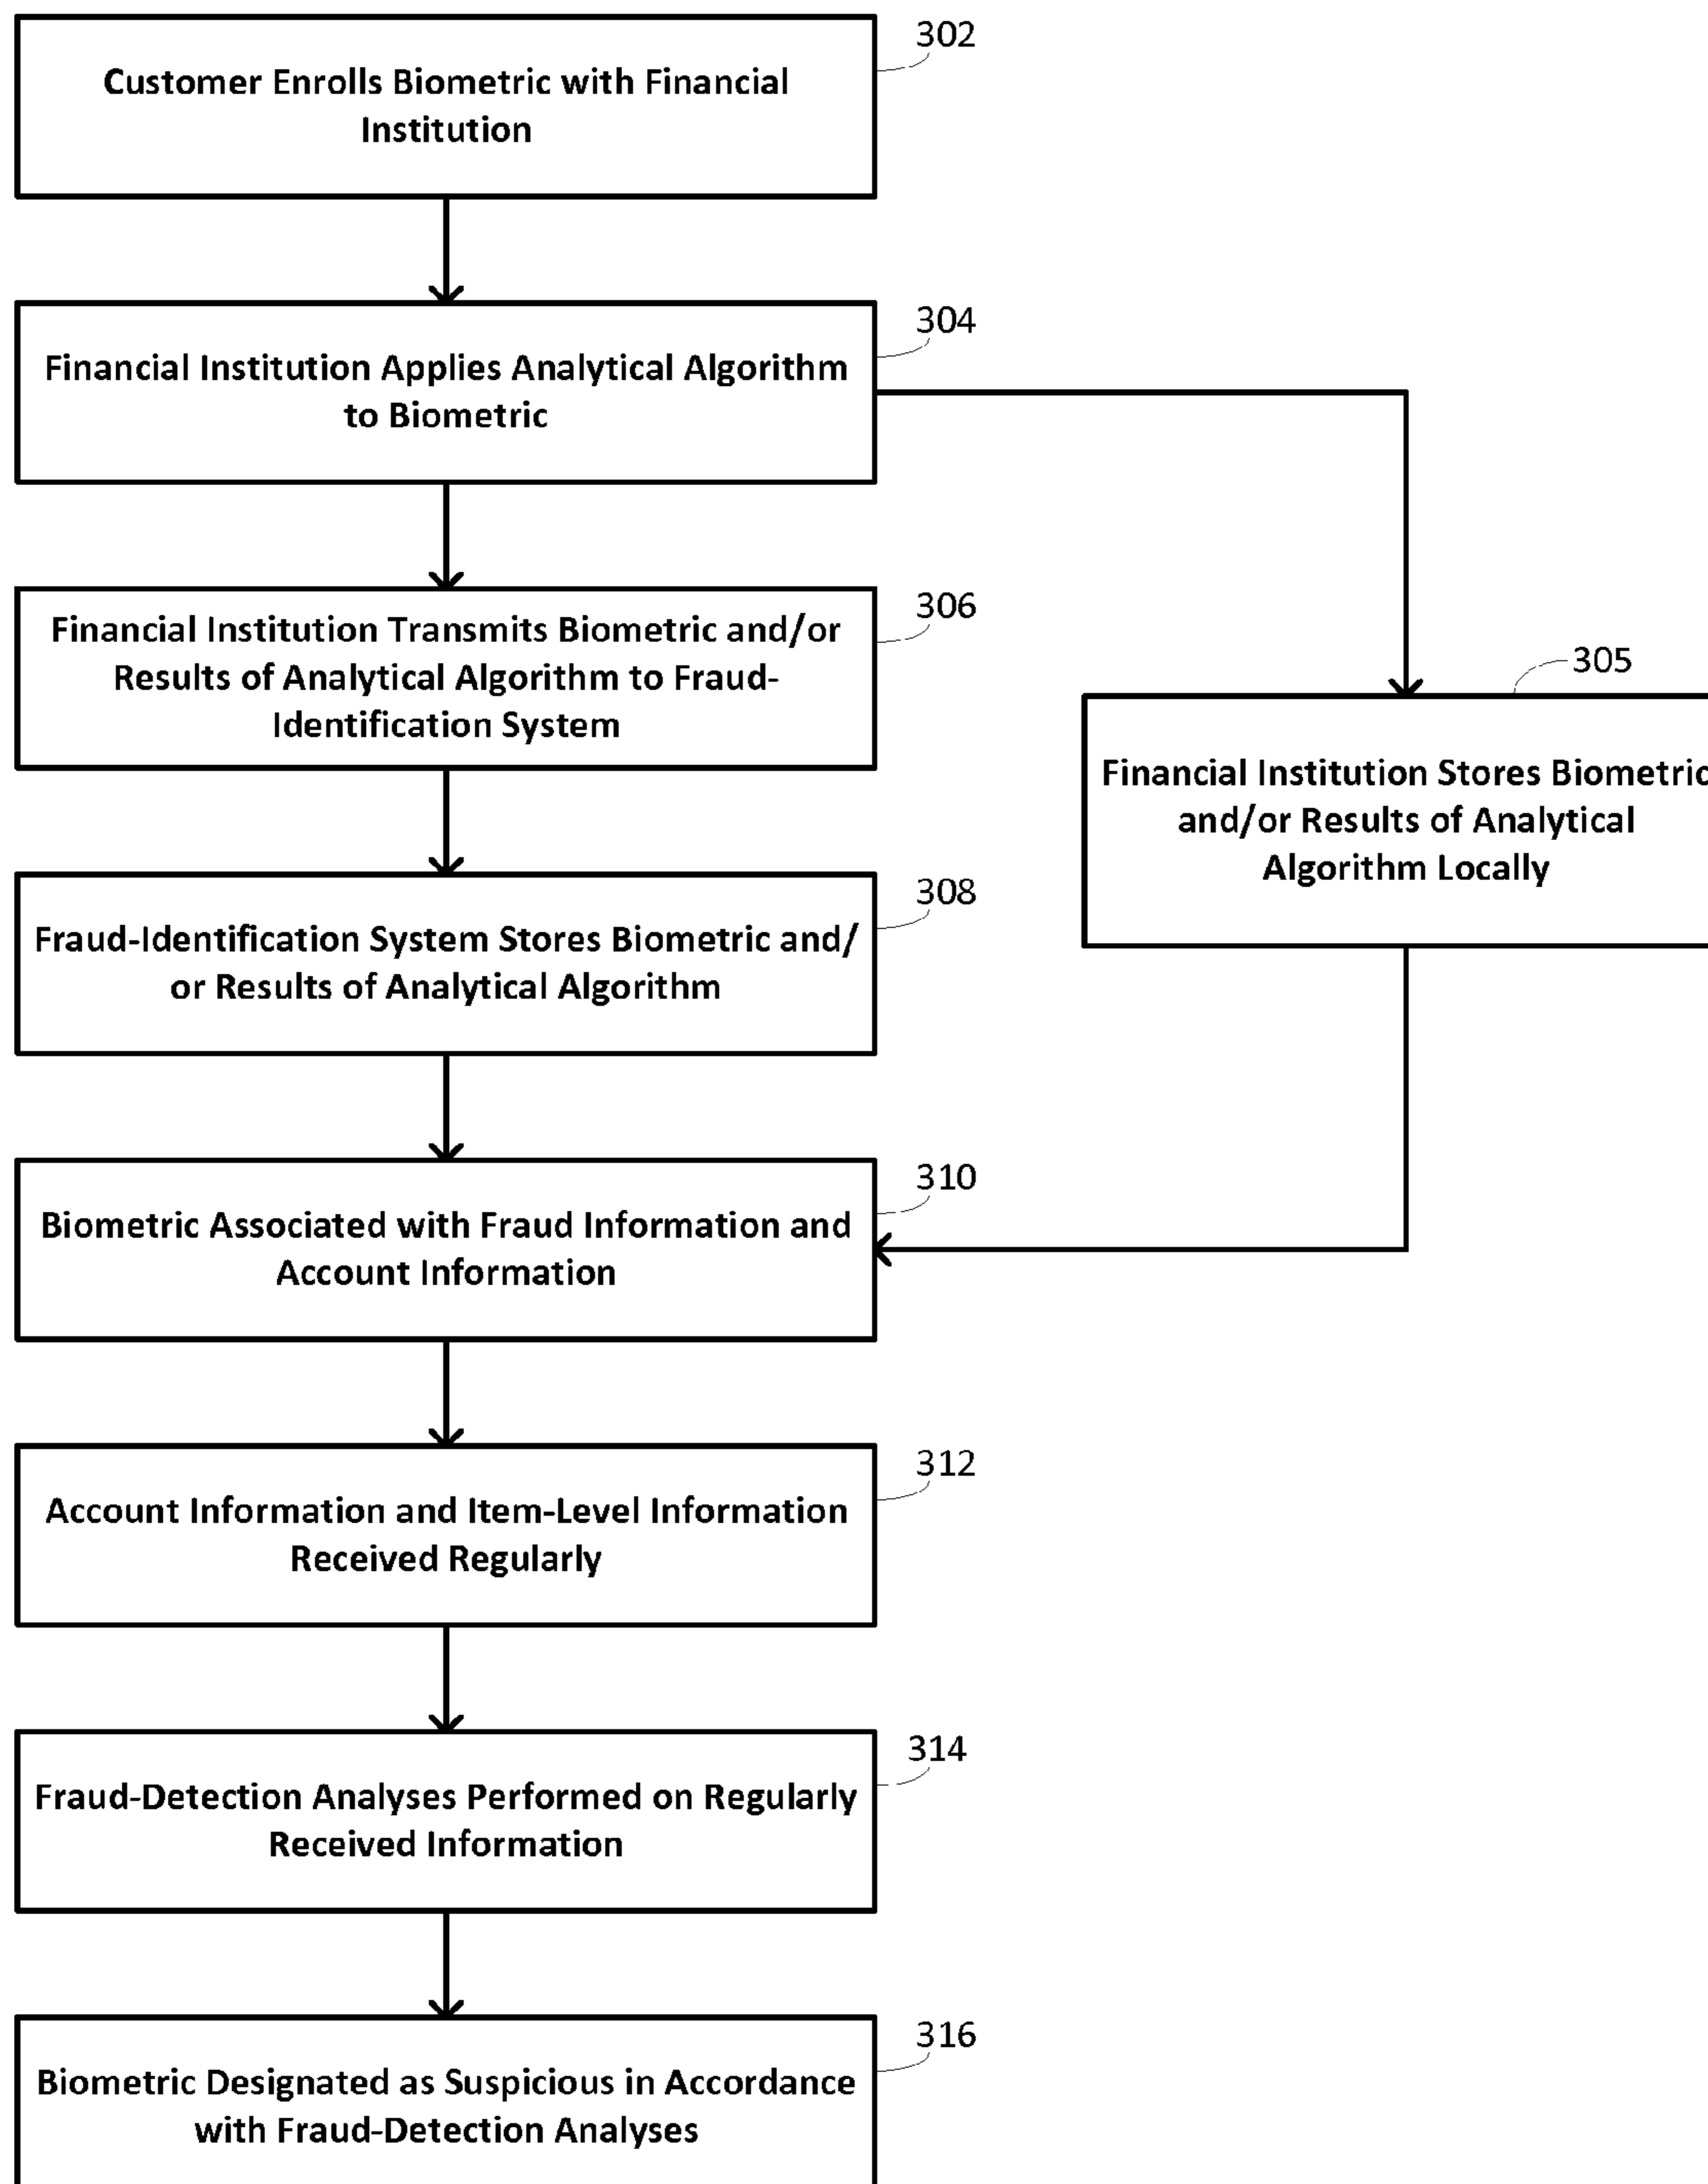 302
Customer Enrolls Biometric with Financial
Institution
304
Financial Institution Applies Analytical Algorithm
to Biometric
306
Financial Institution Transmits Biometric and/or
Results of Analytical Algorithm to Fraud-
Identification System
305
Financial Institution Stores Biometric
and/or Results of Analytical
Algorithm Locally
308
Fraud-Identification System Stores Biometric and/
or Results of Analytical Algorithm
310
Biometric Associated with Fraud Information and
Account Information
312
Account Information and Item-Level Information
Received Regularly
314
Fraud-Detection Analyses Performed on Regularly
Received Information
316
Biometric Designated as Suspicious in Accordance
with Fraud-Detection Analyses